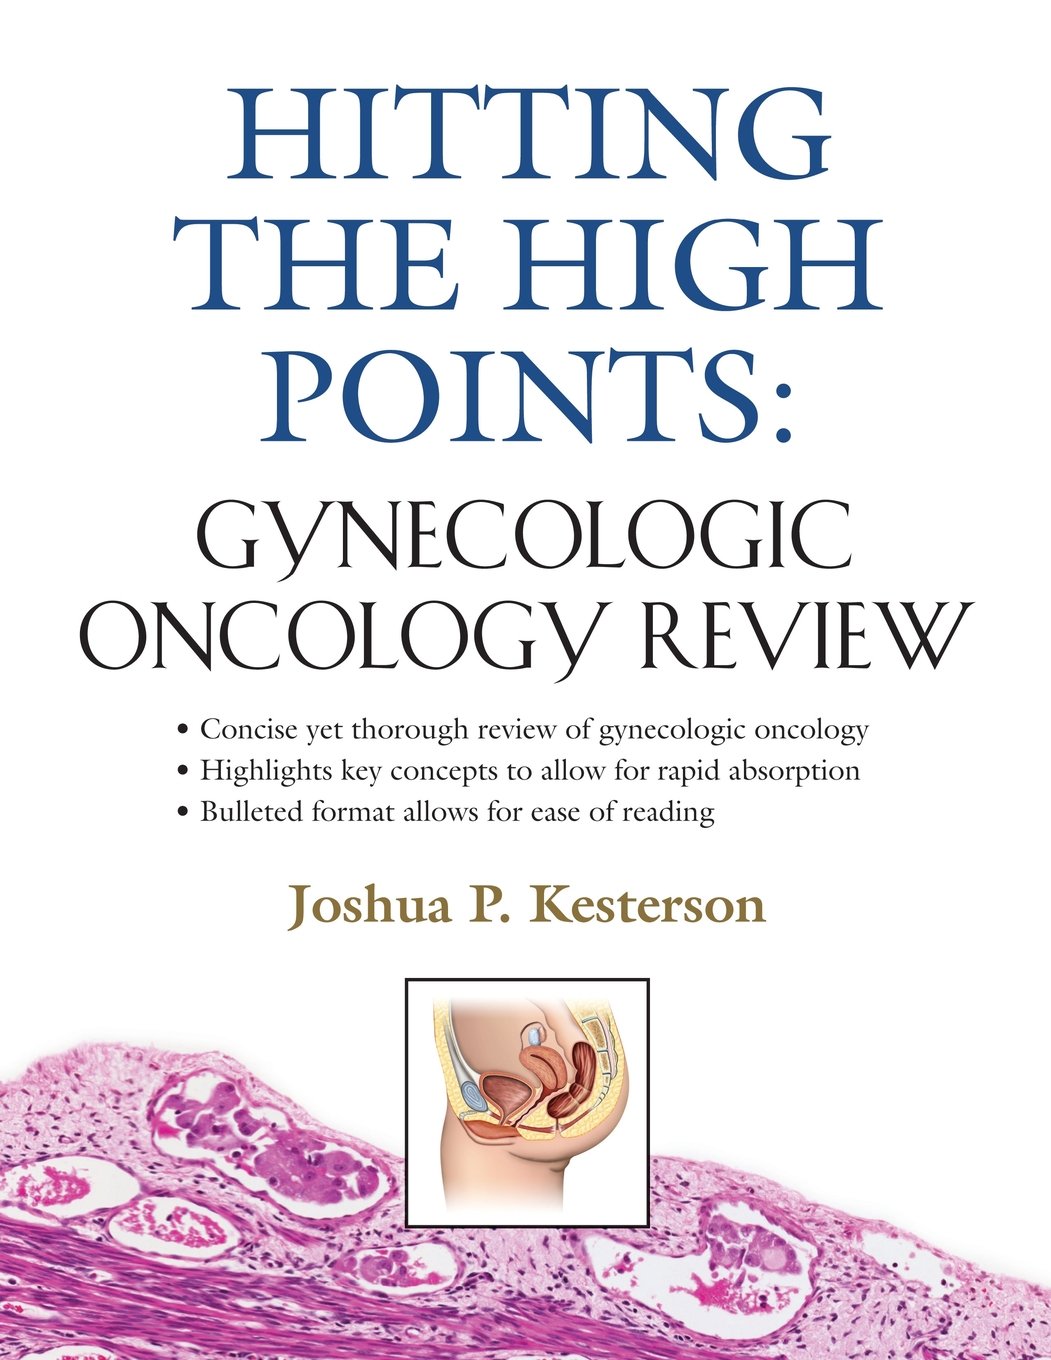 HITTING
THE HIGH
POINTS:
GYNECOLOGIC
ONCOLOGY REVIEW
• Concise yet thorough review of gynecologic oncology
• Highlights key concepts to allow for rapid absorption
• Bulleted format allows for ease of reading
Joshua P. Kesterson